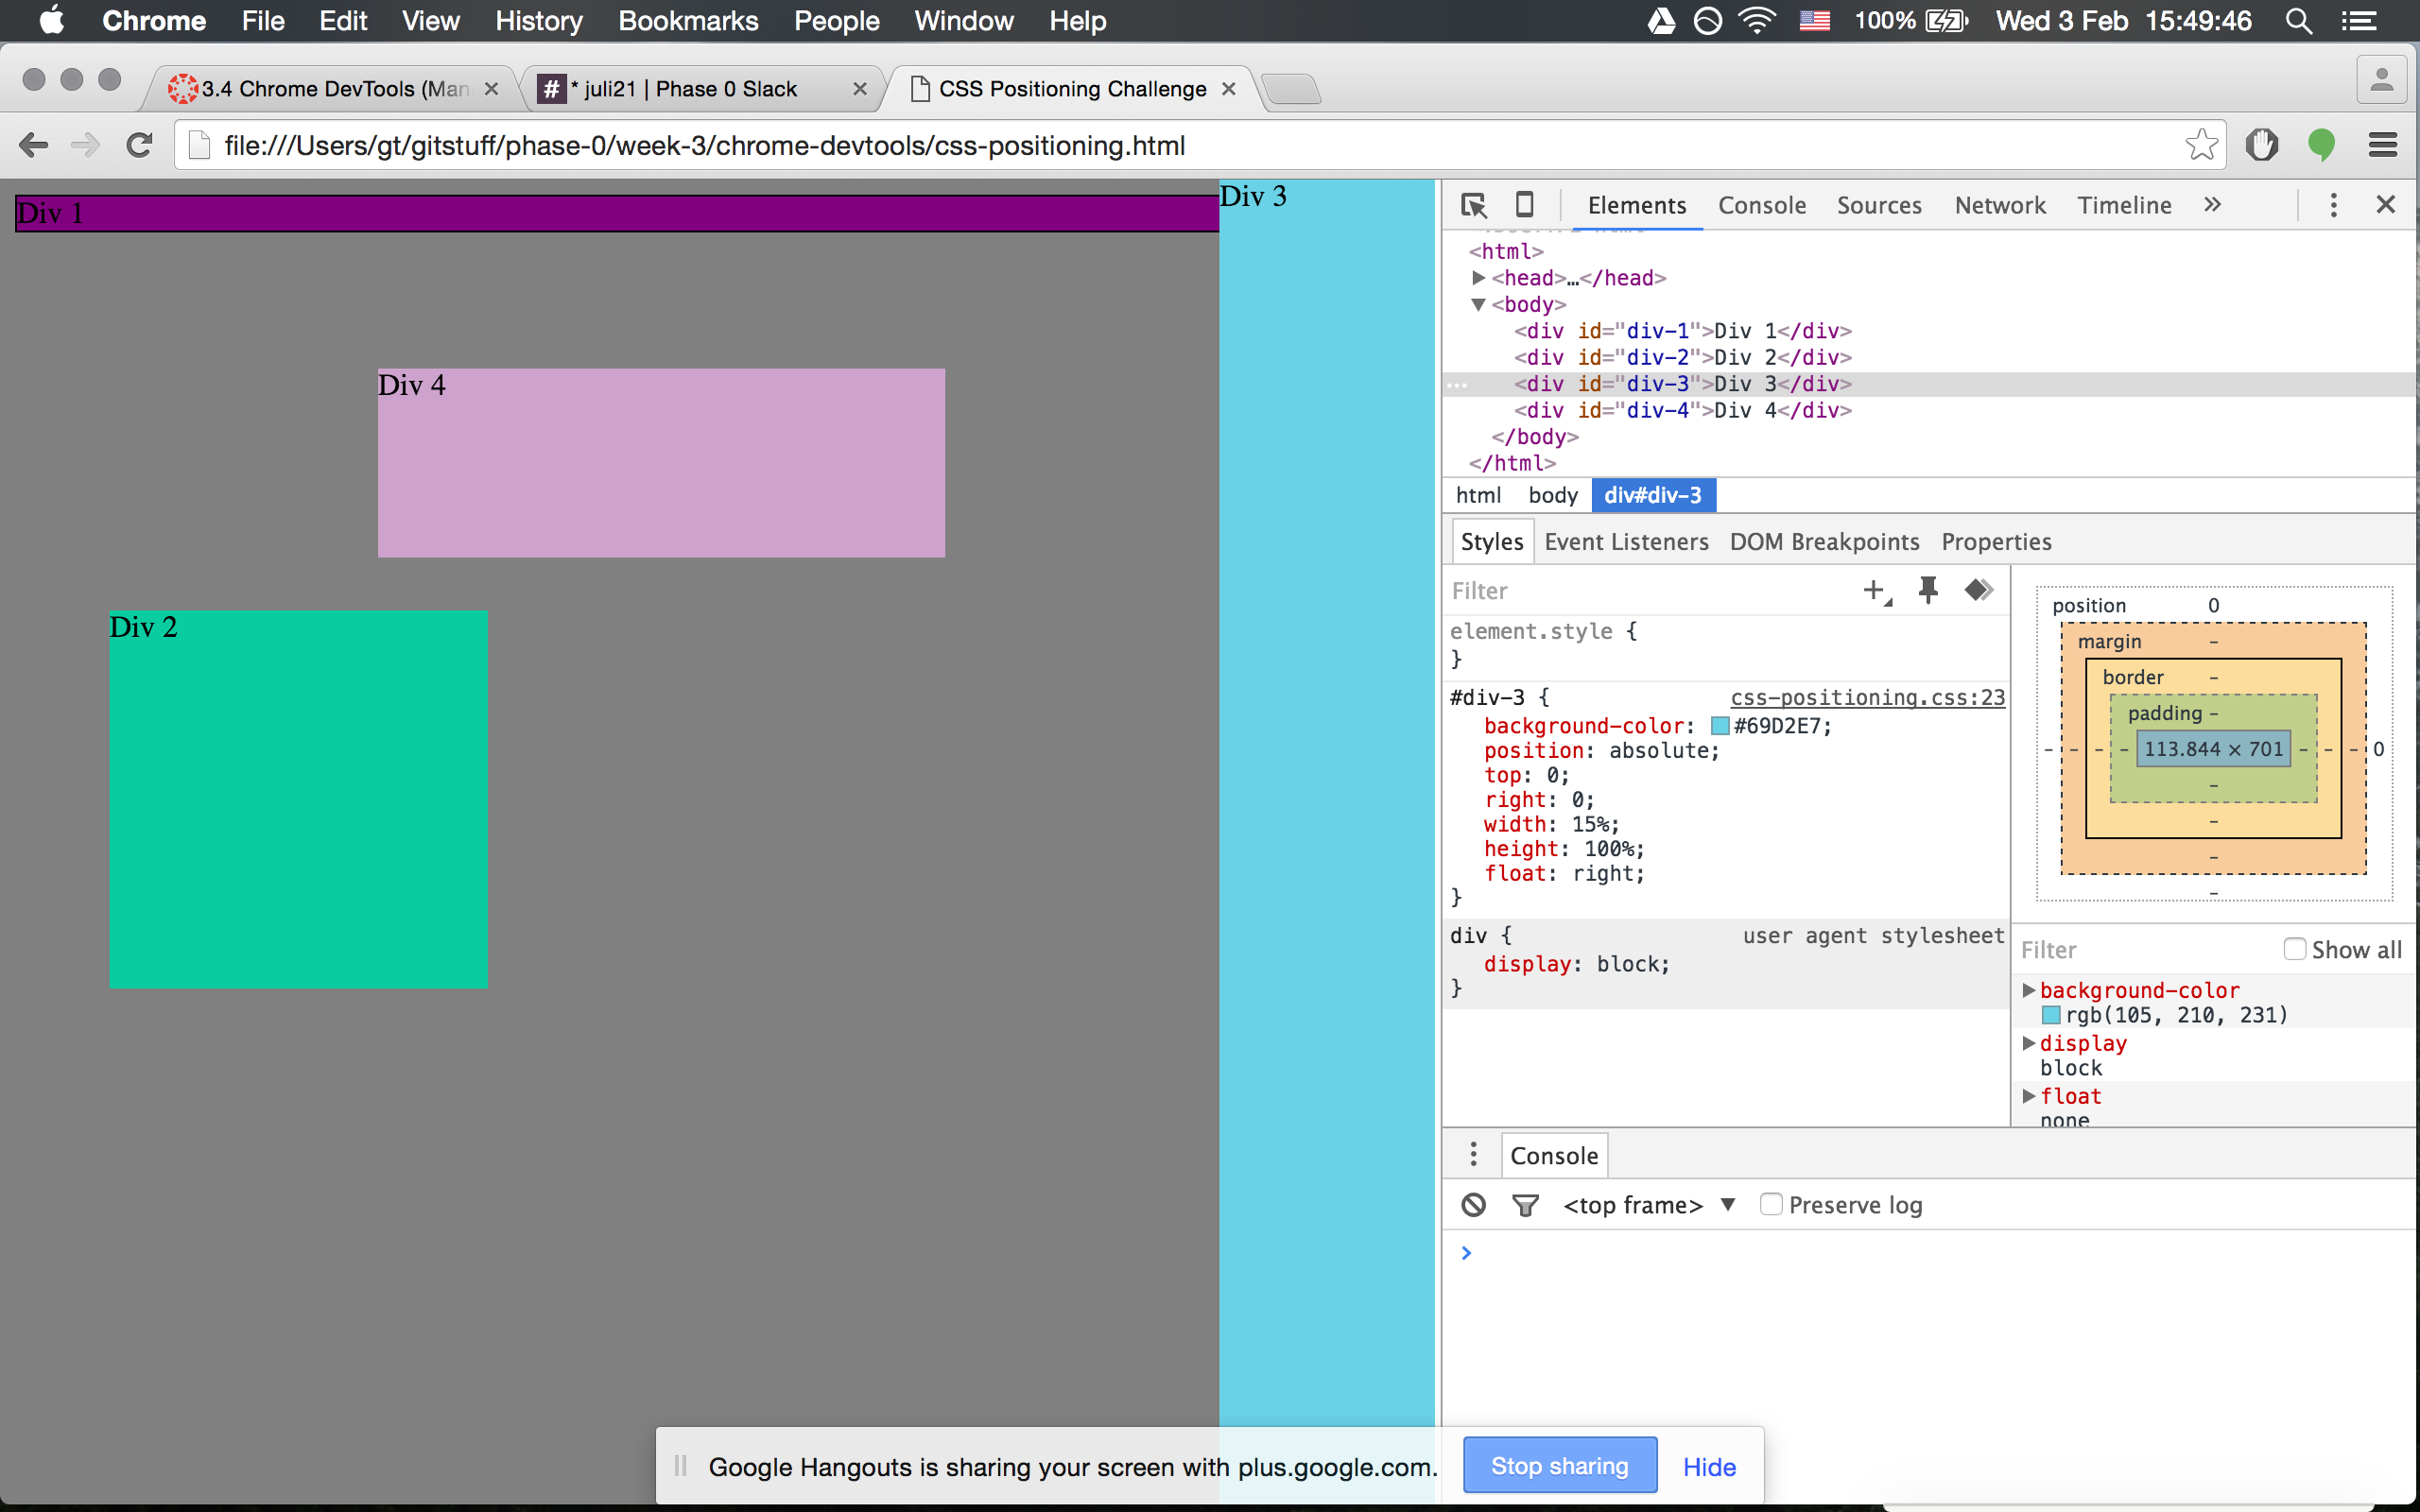 Chrome File Edit View History Bookmarks People Window Help 100% Wed 3 Feb 15:49:46
3.4 Chrome DevTools (Man × # * juli21 | Phase 0 Slack × CSS Positioning Challenge ×
file:///Users/gt/gitstuff/phase-0/week-3/chrome-devtools/css-positioning.html
Div 1
Div 3
Div 4
Div 2
Elements Console Sources Network Timeline »
<html>
<head>…</head>
<body>
<div id="div-1">Div 1</div>
<div id="div-2">Div 2</div>
<div id="div-3">Div 3</div>
<div id="div-4">Div 4</div>
</body>
</html>
html body div#div-3
Styles Event Listeners DOM Breakpoints Properties
Filter
element.style {
}
#div-3 { css-positioning.css:23
background-color: #69D2E7;
position: absolute;
top: 0;
right: 0;
width: 15%;
height: 100%;
float: right;
}
div { user agent stylesheet
display: block;
}
position 0
margin -
border -
padding -
- - - - 113.844 × 701 - - - 0
-
-
-
-
Filter Show all
background-color
rgb(105, 210, 231)
display
block
float
none
Console
<top frame> ▼ Preserve log
>
Google Hangouts is sharing your screen with plus.google.com. Stop sharing Hide